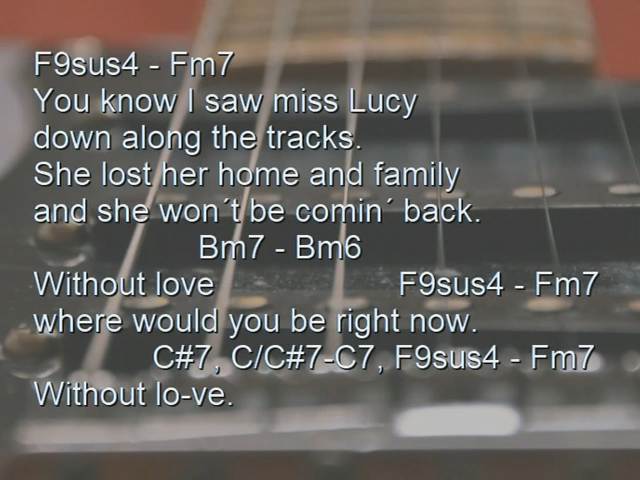 F9sus4 - Fm7
You know I saw miss Lucy
down along the tracks.
She lost her home and family
and she won´t be comin´ back.
Bm7 - Bm6
Without love F9sus4 - Fm7
where would you be right now.
C#7, C/C#7-C7, F9sus4 - Fm7
Without lo-ve.